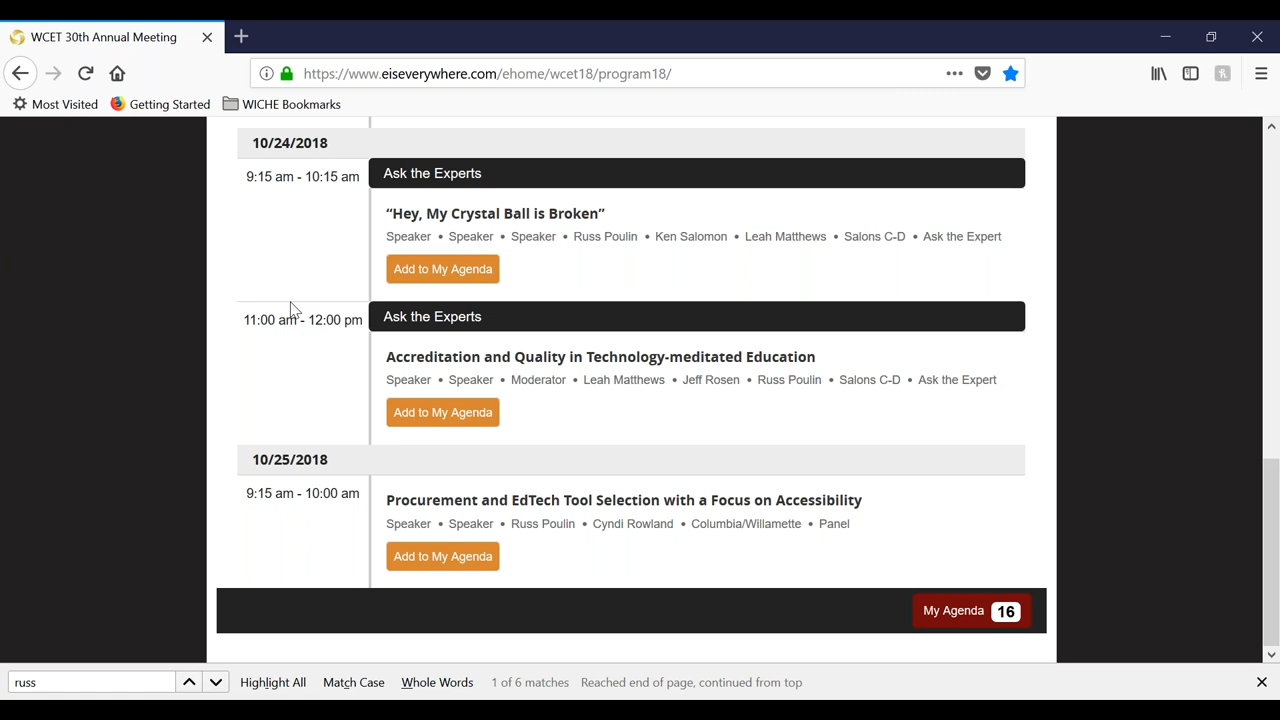 WCET 30th Annual Meeting
https://www.eiseverywhere.com/ehome/wcet18/program18/
Most Visited Getting Started WICHE Bookmarks
10/24/2018
9:15 am - 10:15 am Ask the Experts
“Hey, My Crystal Ball is Broken”
Speaker • Speaker • Speaker • Russ Poulin • Ken Salomon • Leah Matthews • Salons C-D • Ask the Expert
Add to My Agenda
11:00 am - 12:00 pm Ask the Experts
Accreditation and Quality in Technology-meditated Education
Speaker • Speaker • Moderator • Leah Matthews • Jeff Rosen • Russ Poulin • Salons C-D • Ask the Expert
Add to My Agenda
10/25/2018
9:15 am - 10:00 am Procurement and EdTech Tool Selection with a Focus on Accessibility
Speaker • Speaker • Russ Poulin • Cyndi Rowland • Columbia/Willamette • Panel
Add to My Agenda
My Agenda 16
russ Highlight All Match Case Whole Words 1 of 6 matches Reached end of page, continued from top